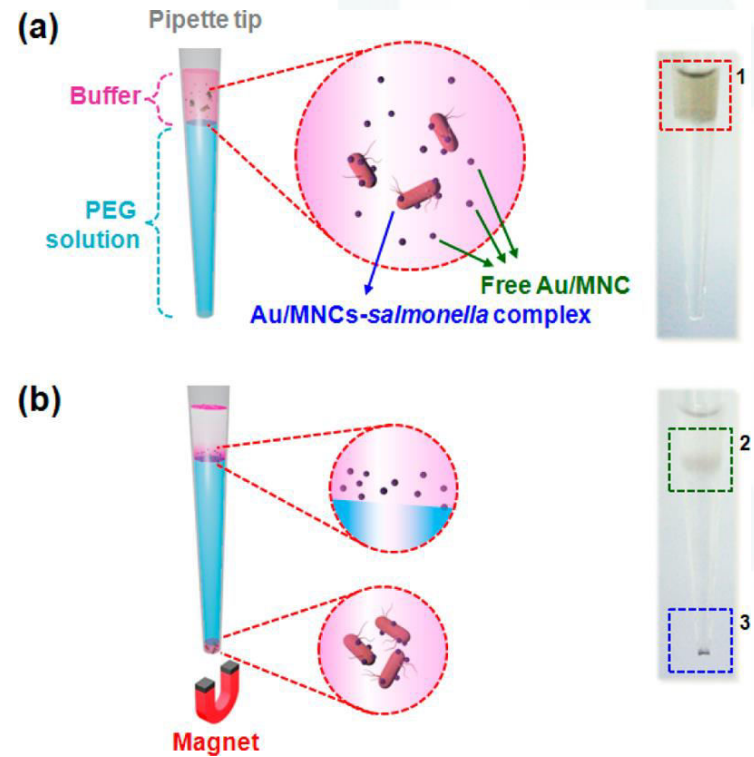 (a)
Pipette tip
Buffer
PEG
solution
Free Au/MNC
Au/MNCs-salmonella complex
1
(b)
2
3
Magnet